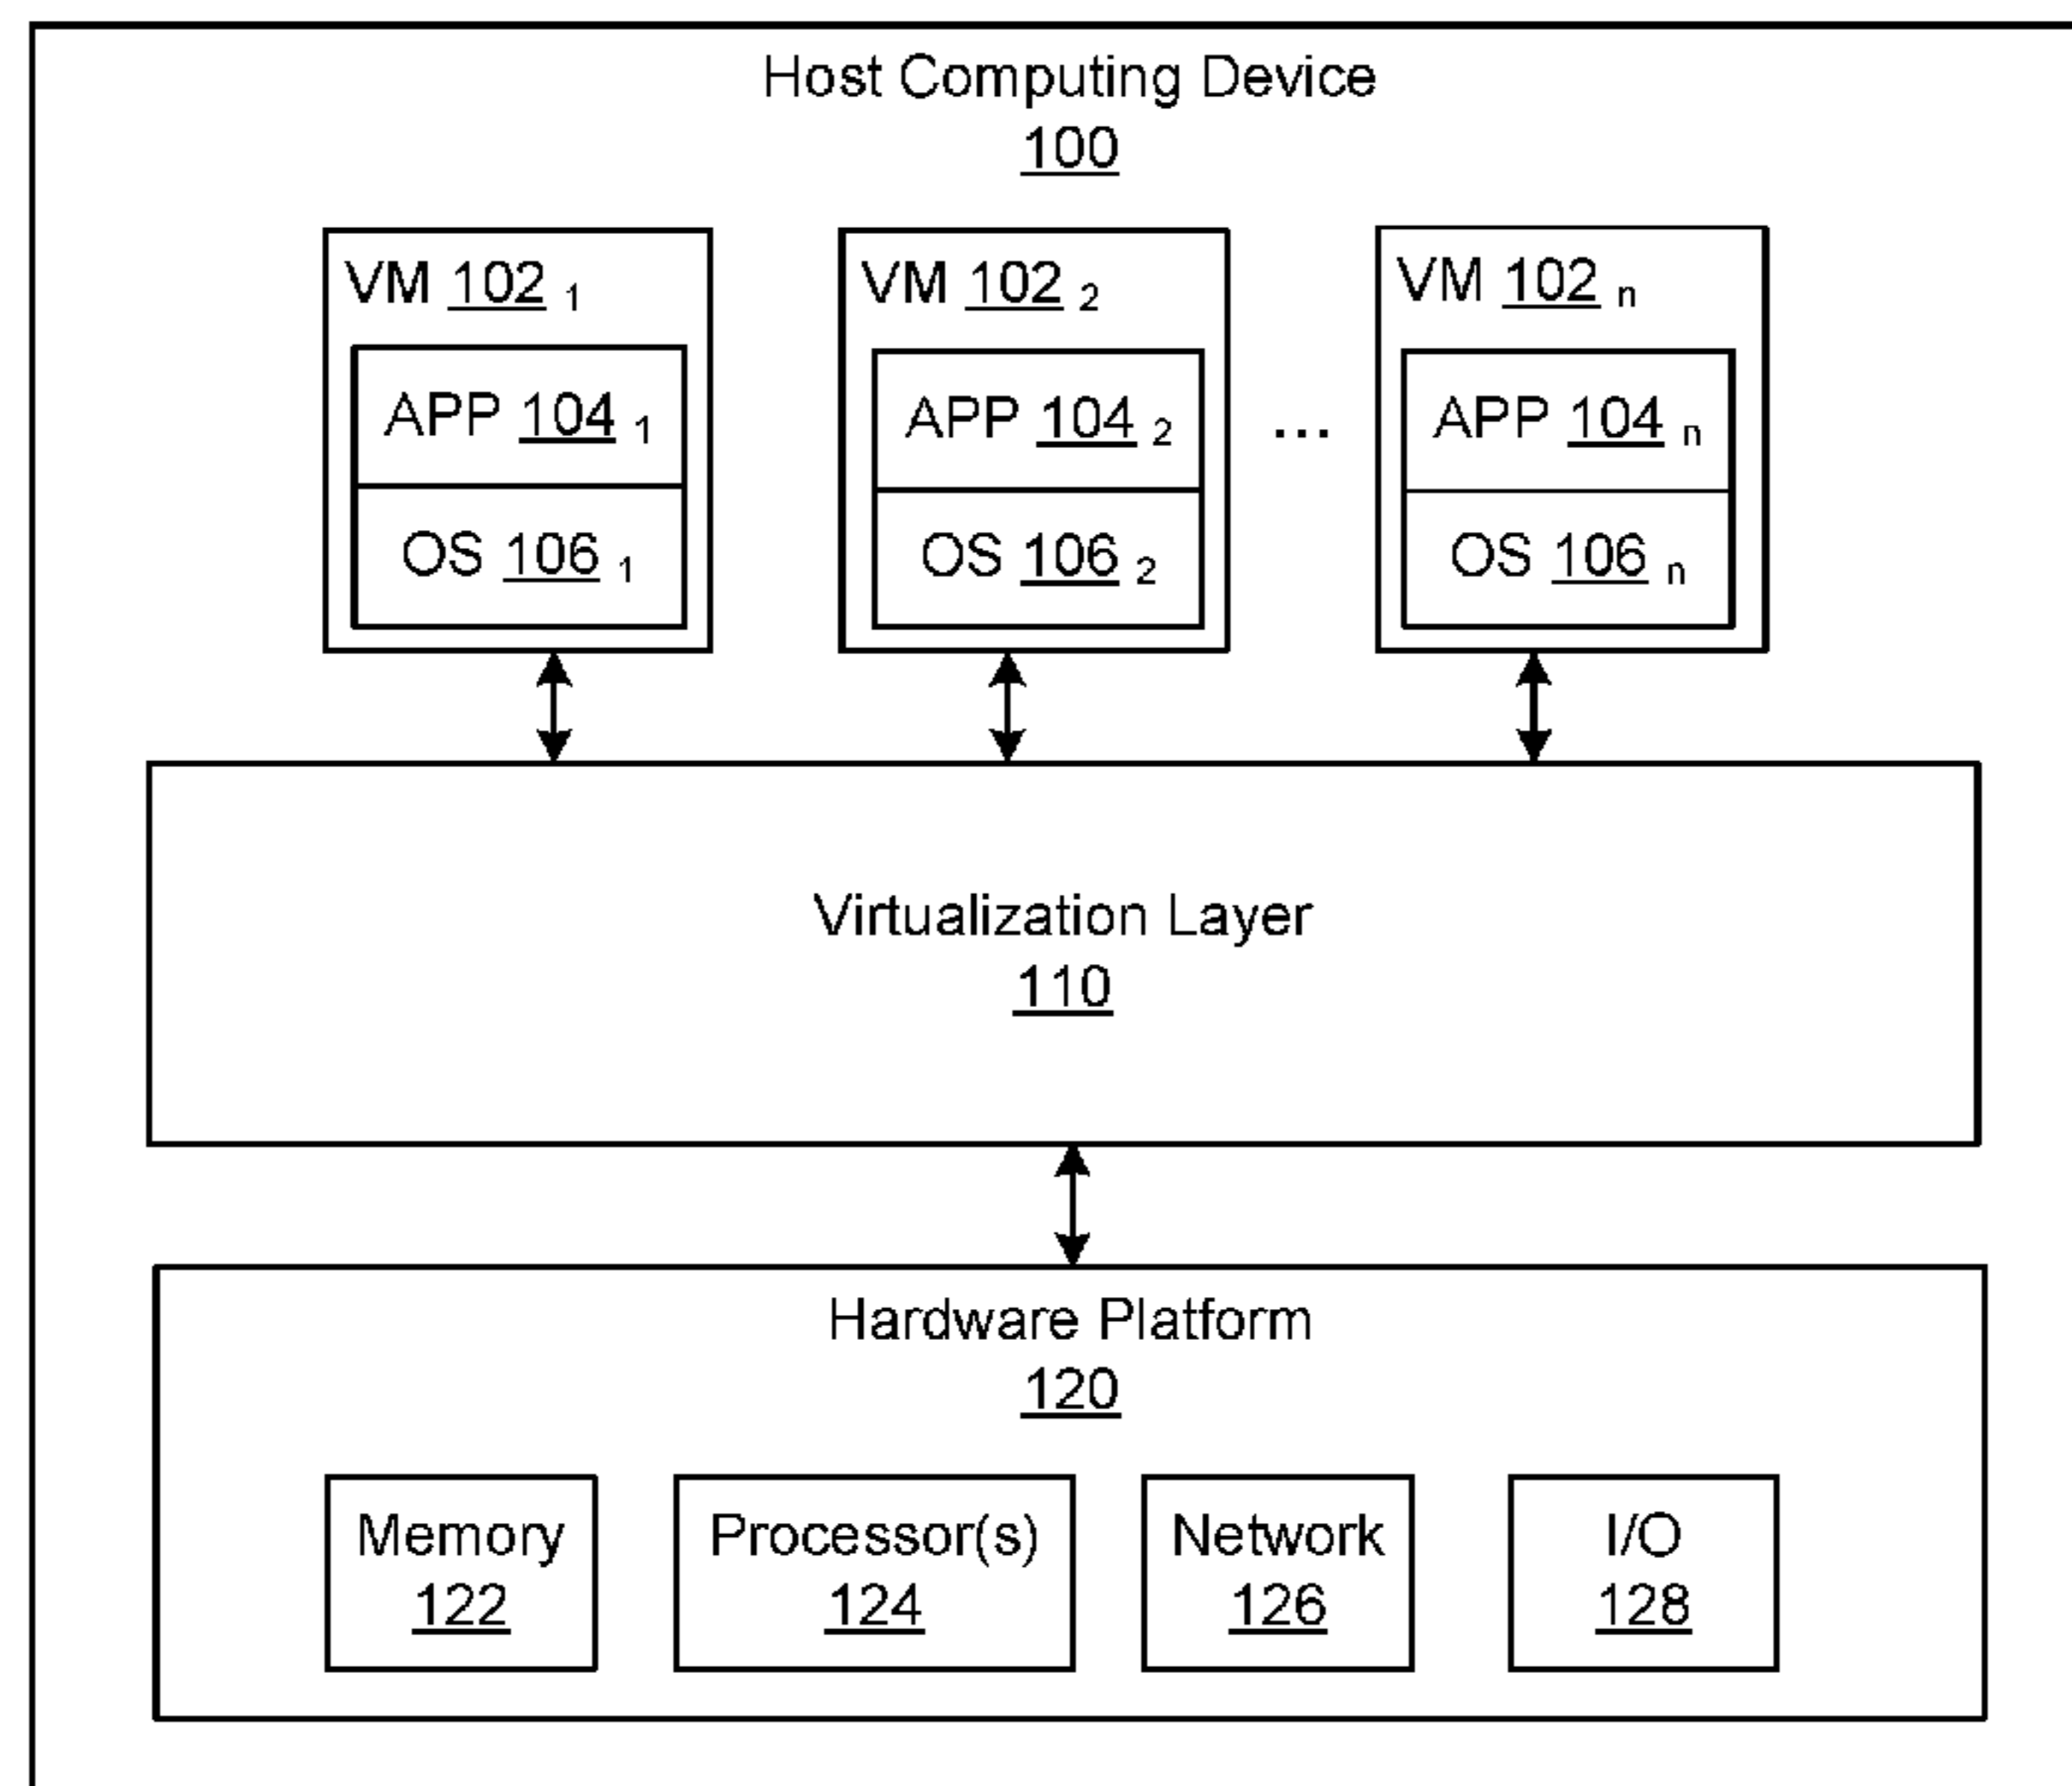 Host Computing Device
100
VM 102 1
APP 104 1
OS 106 1
VM 102 2
APP 104 2
OS 106 2
...
VM 102 n
APP 104 n
OS 106 n
Virtualization Layer
110
Hardware Platform
120
Memory
122
Processor(s)
124
Network
126
I/O
128